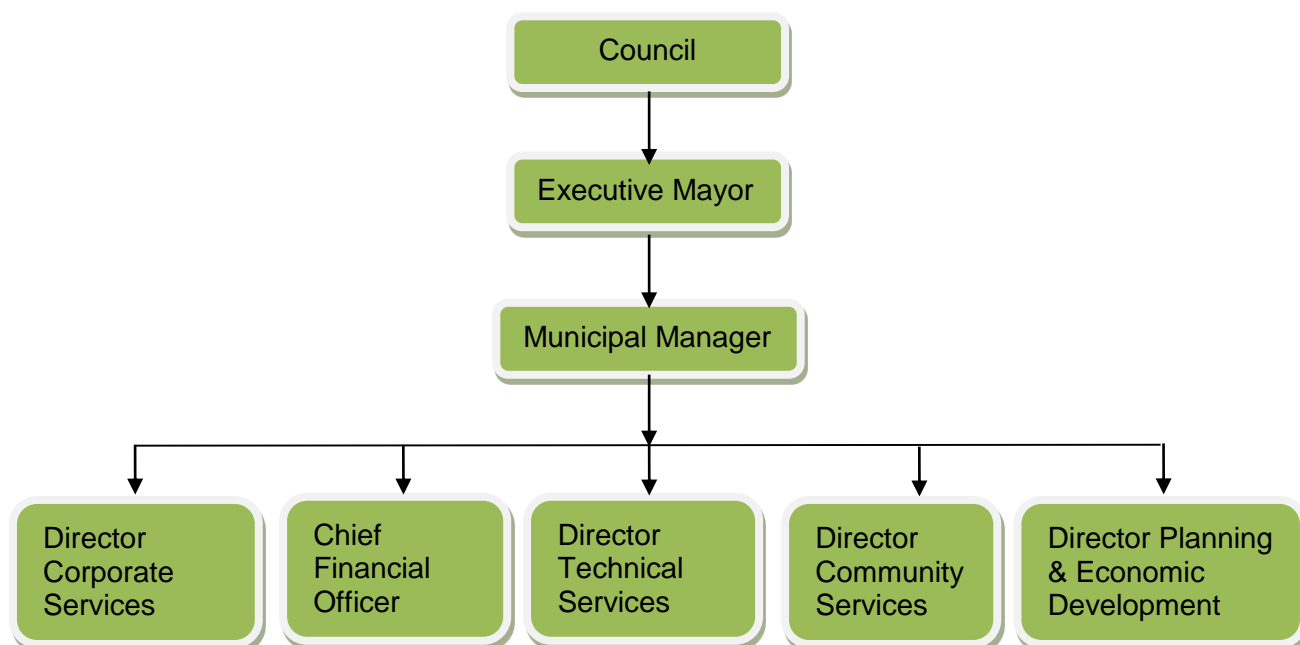 Council
Executive Mayor
Municipal Manager
Director
Corporate
Services
Chief
Financial
Officer
Director
Technical
Services
Director
Community
Services
Director Planning
& Economic
Development